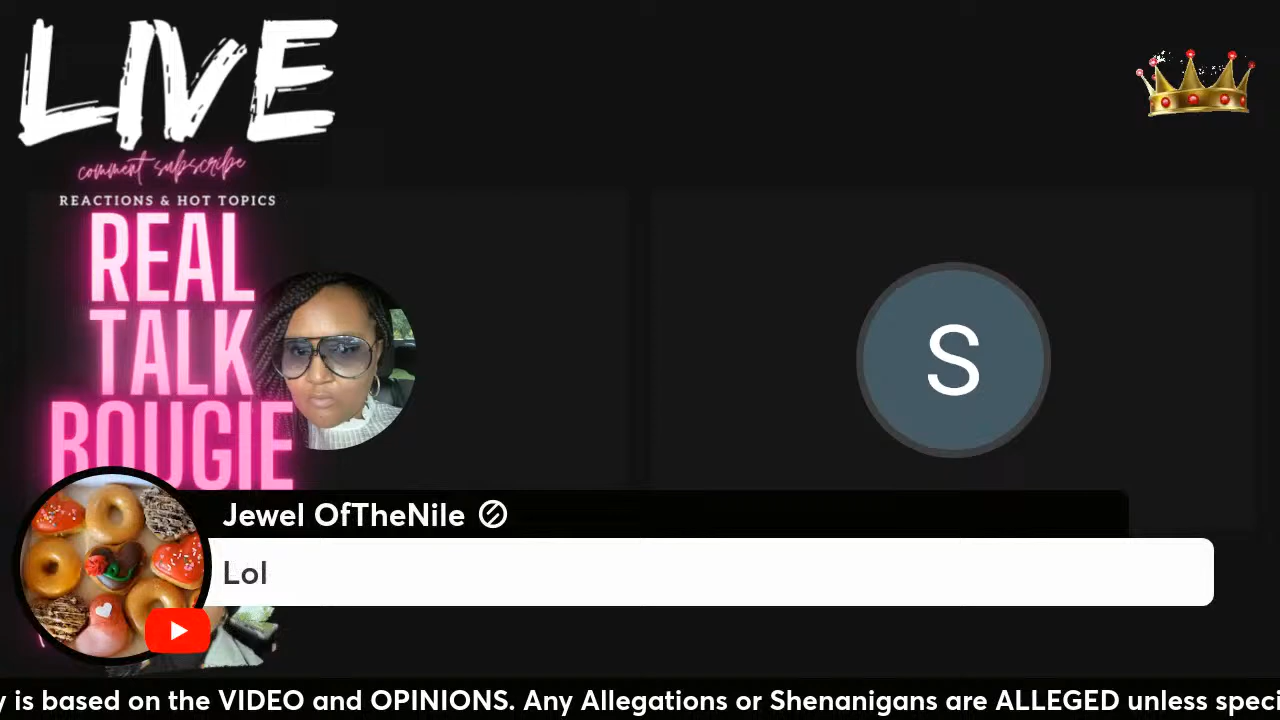 LIVE
comment subscribe
REACTIONS & HOT TOPICS
REAL
TALK
BOUGIE
S
Jewel OfTheNile
Lol
y is based on the VIDEO and OPINIONS. Any Allegations or Shenanigans are ALLEGED unless speci